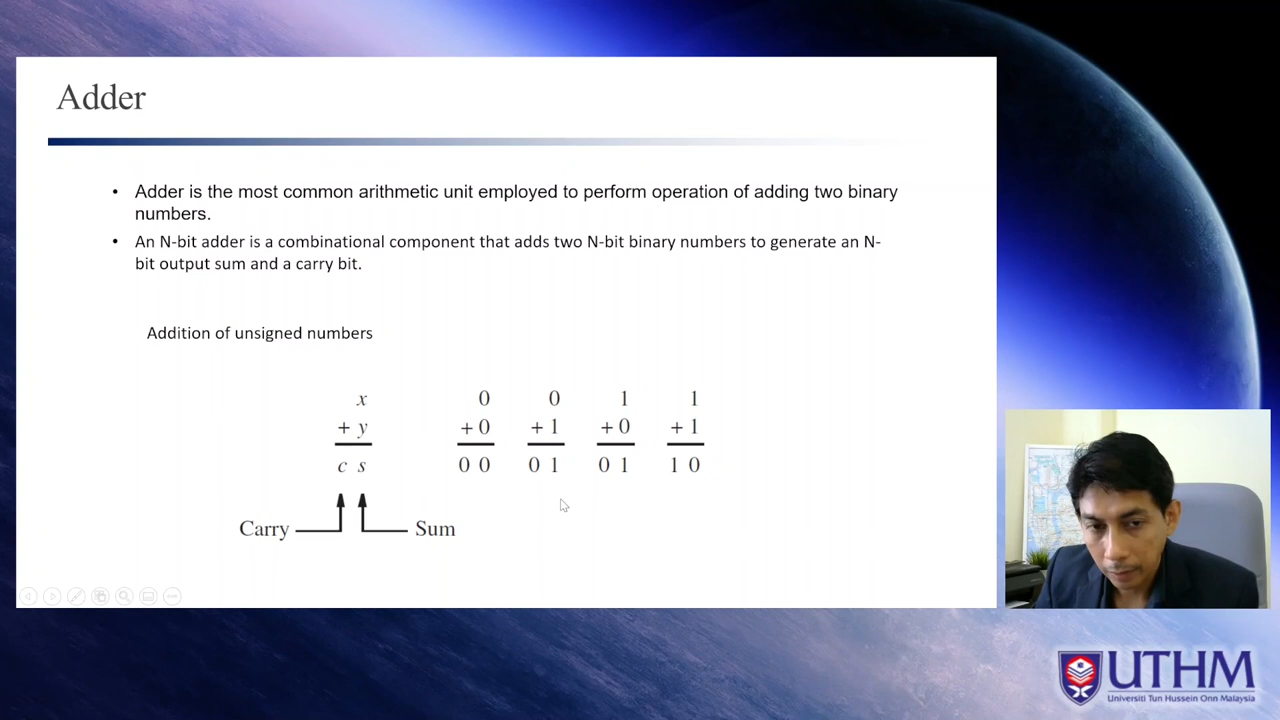 Adder
• Adder is the most common arithmetic unit employed to perform operation of adding two binary
numbers.
• An N-bit adder is a combinational component that adds two N-bit binary numbers to generate an N-
bit output sum and a carry bit.
Addition of unsigned numbers
x 0 0 1 1
+ y + 0 + 1 + 0 + 1
c s 0 0 0 1 0 1 1 0
Carry Sum
UTHM
Universiti Tun Hussein Onn Malaysia